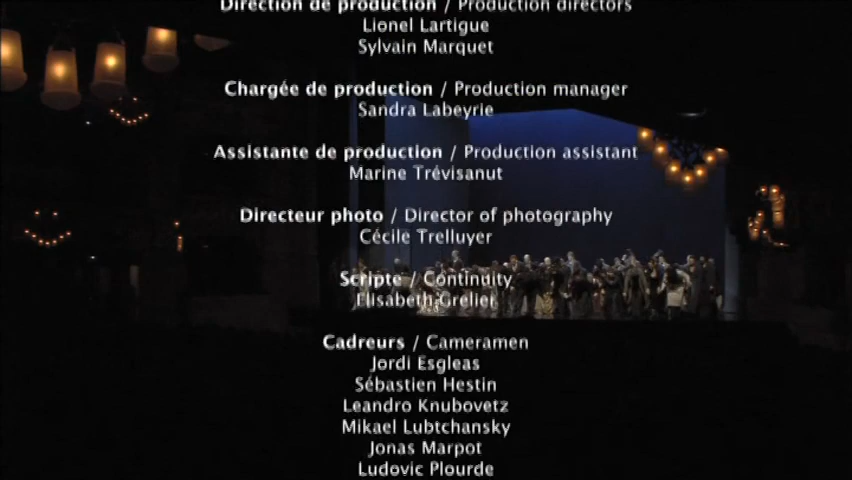 Direction de production / Production directors
Lionel Lartigue
Sylvain Marquet
Chargée de production / Production manager
Sandra Labeyrie
Assistante de production / Production assistant
Marine Trévisanut
Directeur photo / Director of photography
Cécile Trelluyer
Scripte / Continuity
Elisabeth Grelier
Cadreurs / Cameramen
Jordi Esgleas
Sébastien Hestin
Leandro Knubovetz
Mikael Lubtchansky
Jonas Marpot
Ludovic Plourde